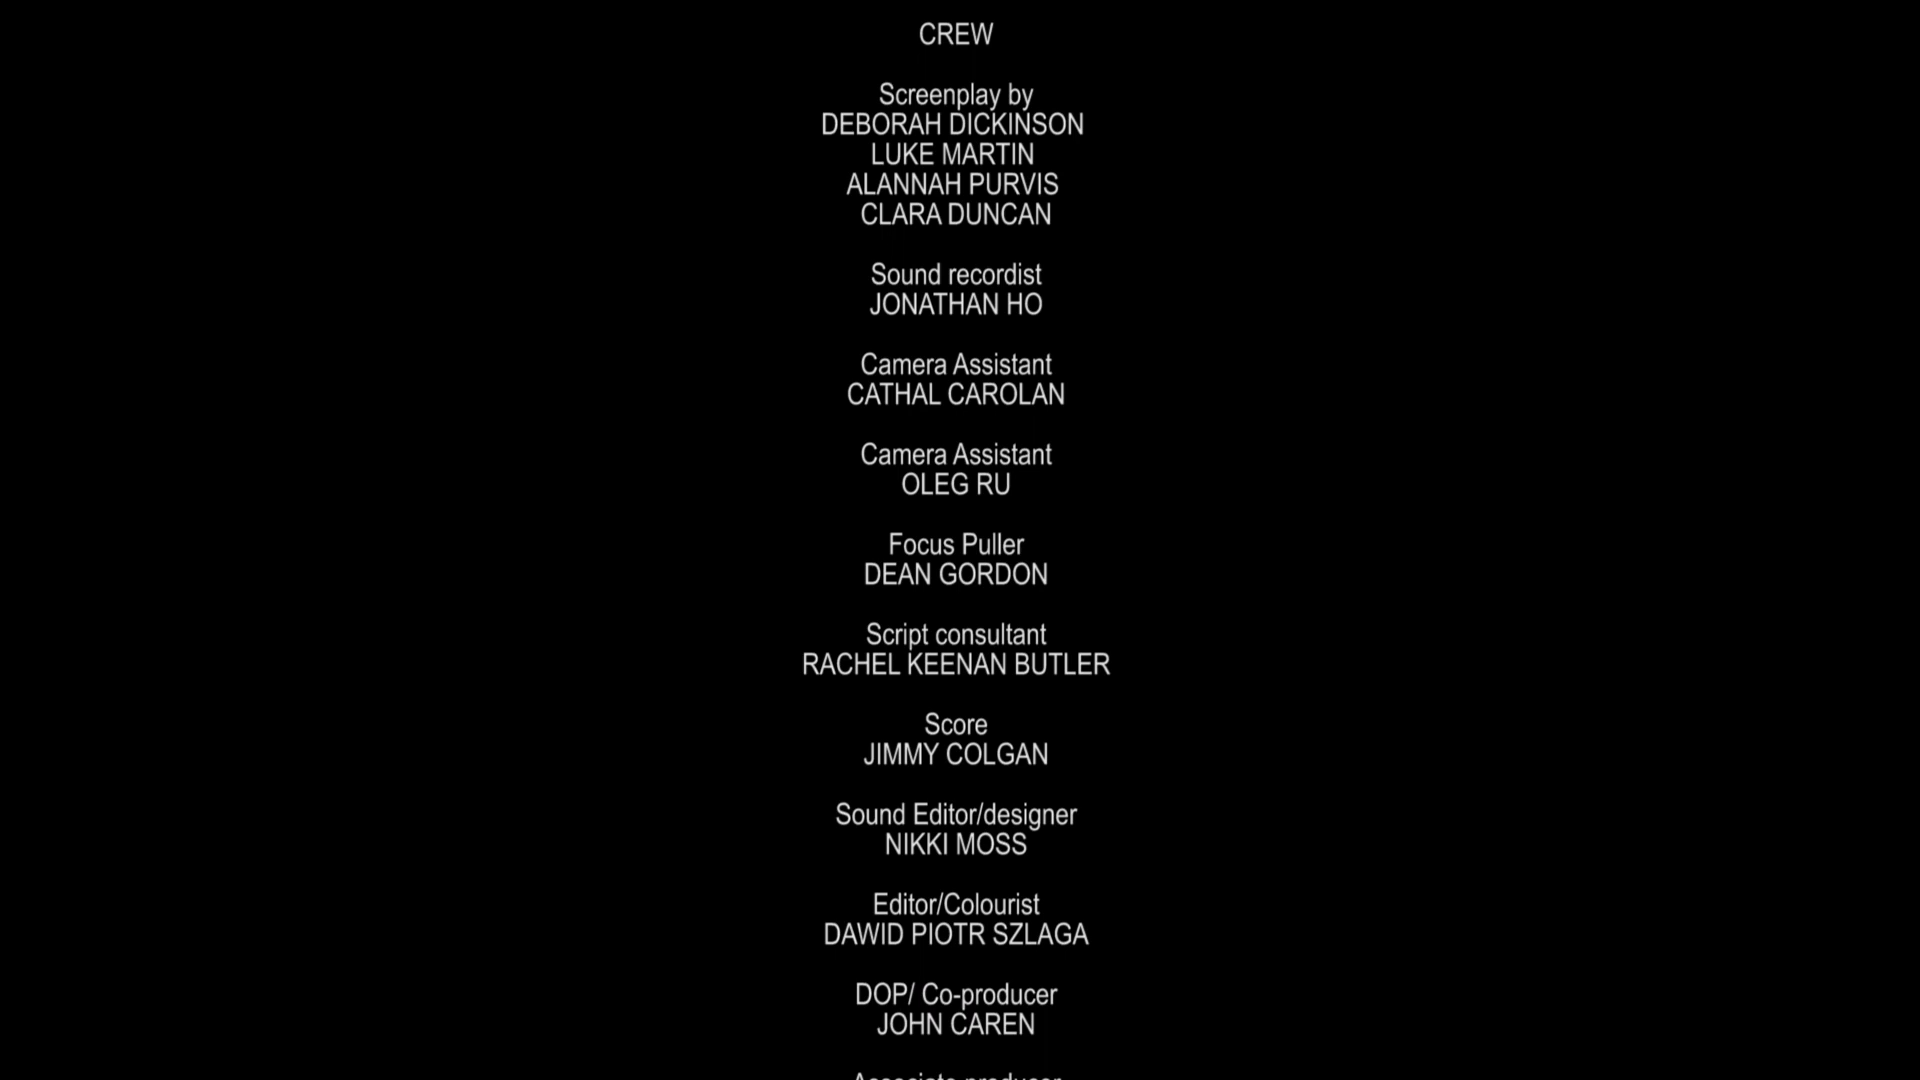 CREW
Screenplay by
DEBORAH DICKINSON
LUKE MARTIN
ALANNAH PURVIS
CLARA DUNCAN
Sound recordist
JONATHAN HO
Camera Assistant
CATHAL CAROLAN
Camera Assistant
OLEG RU
Focus Puller
DEAN GORDON
Script consultant
RACHEL KEENAN BUTLER
Score
JIMMY COLGAN
Sound Editor/designer
NIKKI MOSS
Editor/Colourist
DAWID PIOTR SZLAGA
DOP/ Co-producer
JOHN CAREN
Associate producer